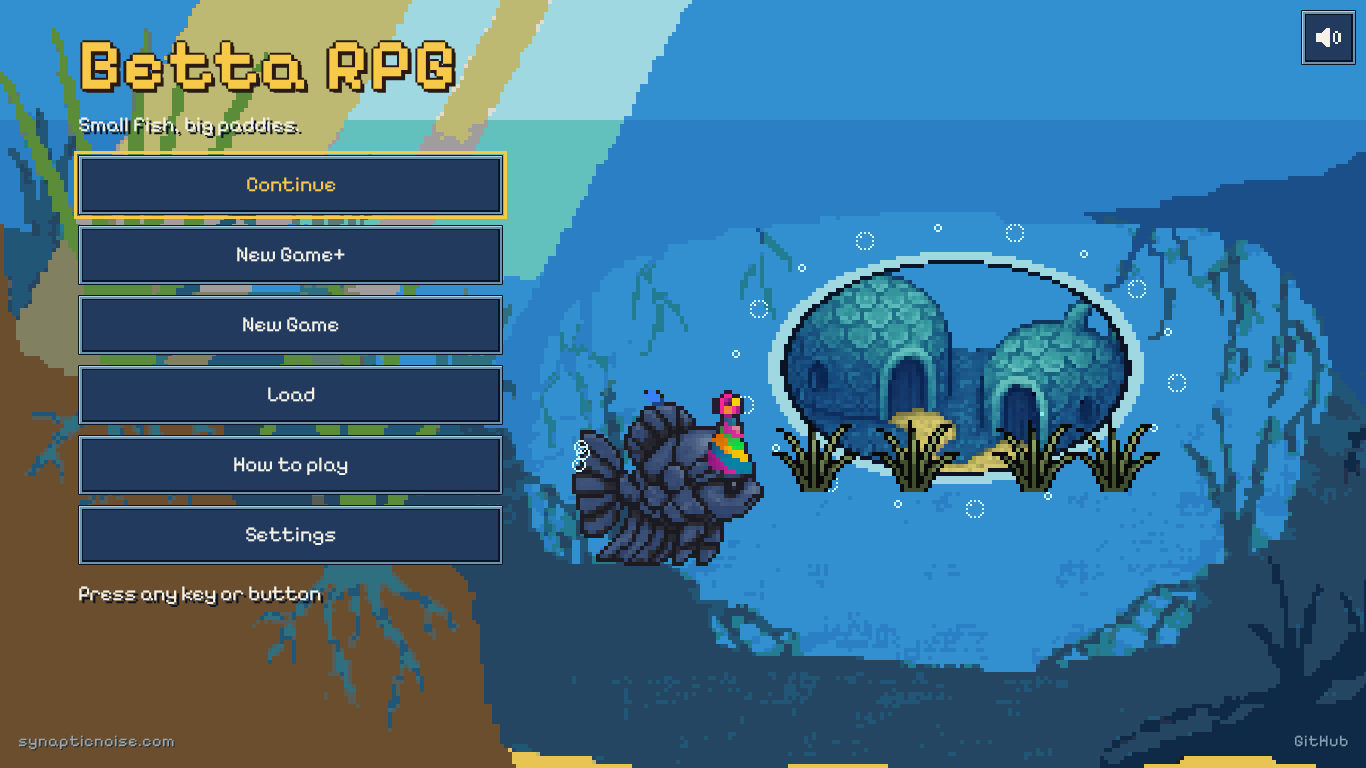 Betta RPG
Small fish, big paddies.
Continue
New Game+
New Game
Load
How to play
Settings
Press any key or button
synapticnoise.com
GitHub